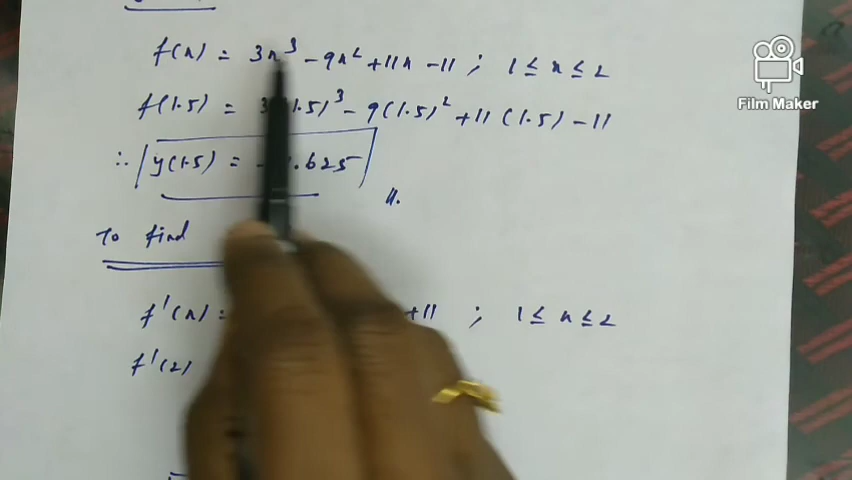 f(x) = 3x³ - 9x² + 11x - 11 ; 1 ≤ x ≤ 2
f(1.5) = 3(1.5)³ - 9(1.5)² + 11(1.5) - 11
∴ y(1.5) = .625
To find
f'(x) = +11 ; 1 ≤ x ≤ 2
f'(2)
Film Maker